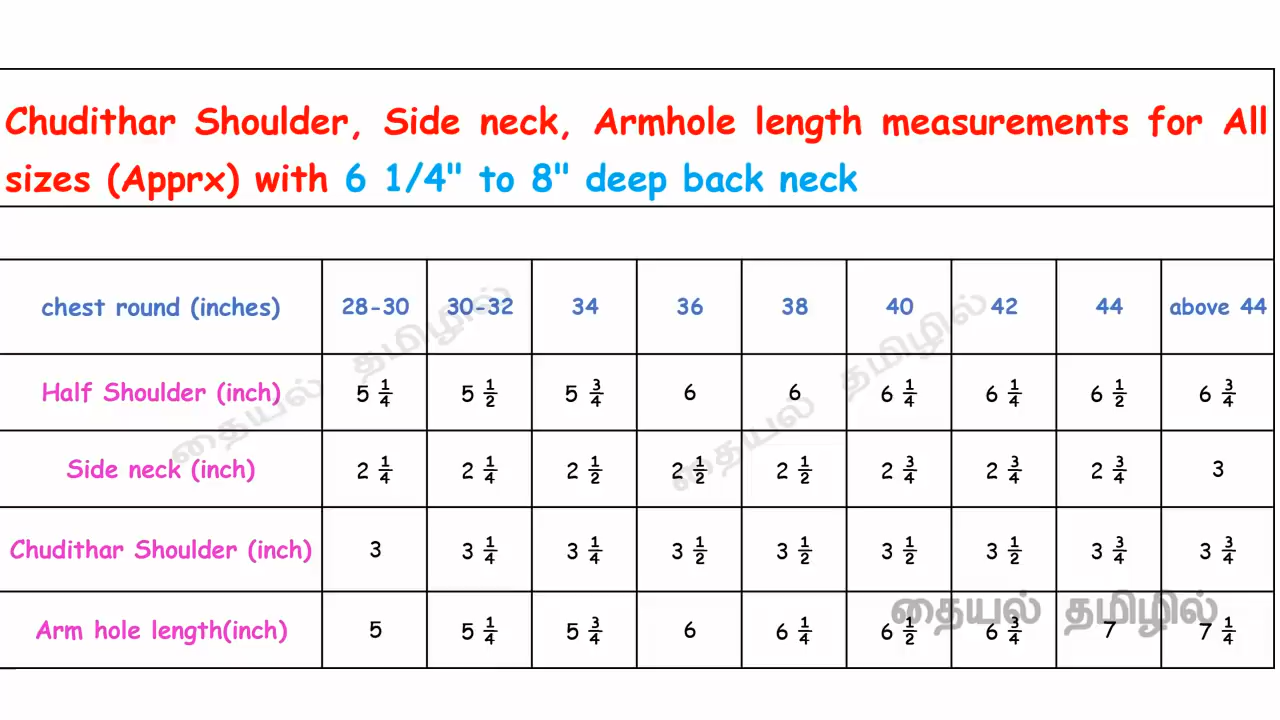 Chudithar Shoulder, Side neck, Armhole length measurements for All
sizes (Apprx) with 6 1/4" to 8" deep back neck
chest round (inches) 28-30 30-32 34 36 38 40 42 44 above 44
Half Shoulder (inch) 5 1/4 5 1/2 5 3/4 6 6 6 1/4 6 1/4 6 1/2 6 3/4
Side neck (inch) 2 1/4 2 1/4 2 1/2 2 1/2 2 1/2 2 3/4 2 3/4 2 3/4 3
Chudithar Shoulder (inch) 3 3 1/4 3 1/4 3 1/2 3 1/2 3 1/2 3 1/2 3 3/4 3 3/4
Arm hole length(inch) 5 5 1/4 5 3/4 6 6 1/4 6 1/2 6 3/4 7 7 1/4
தையல் தமிழில்
தையல் தமிழில்
தையல் தமிழில்